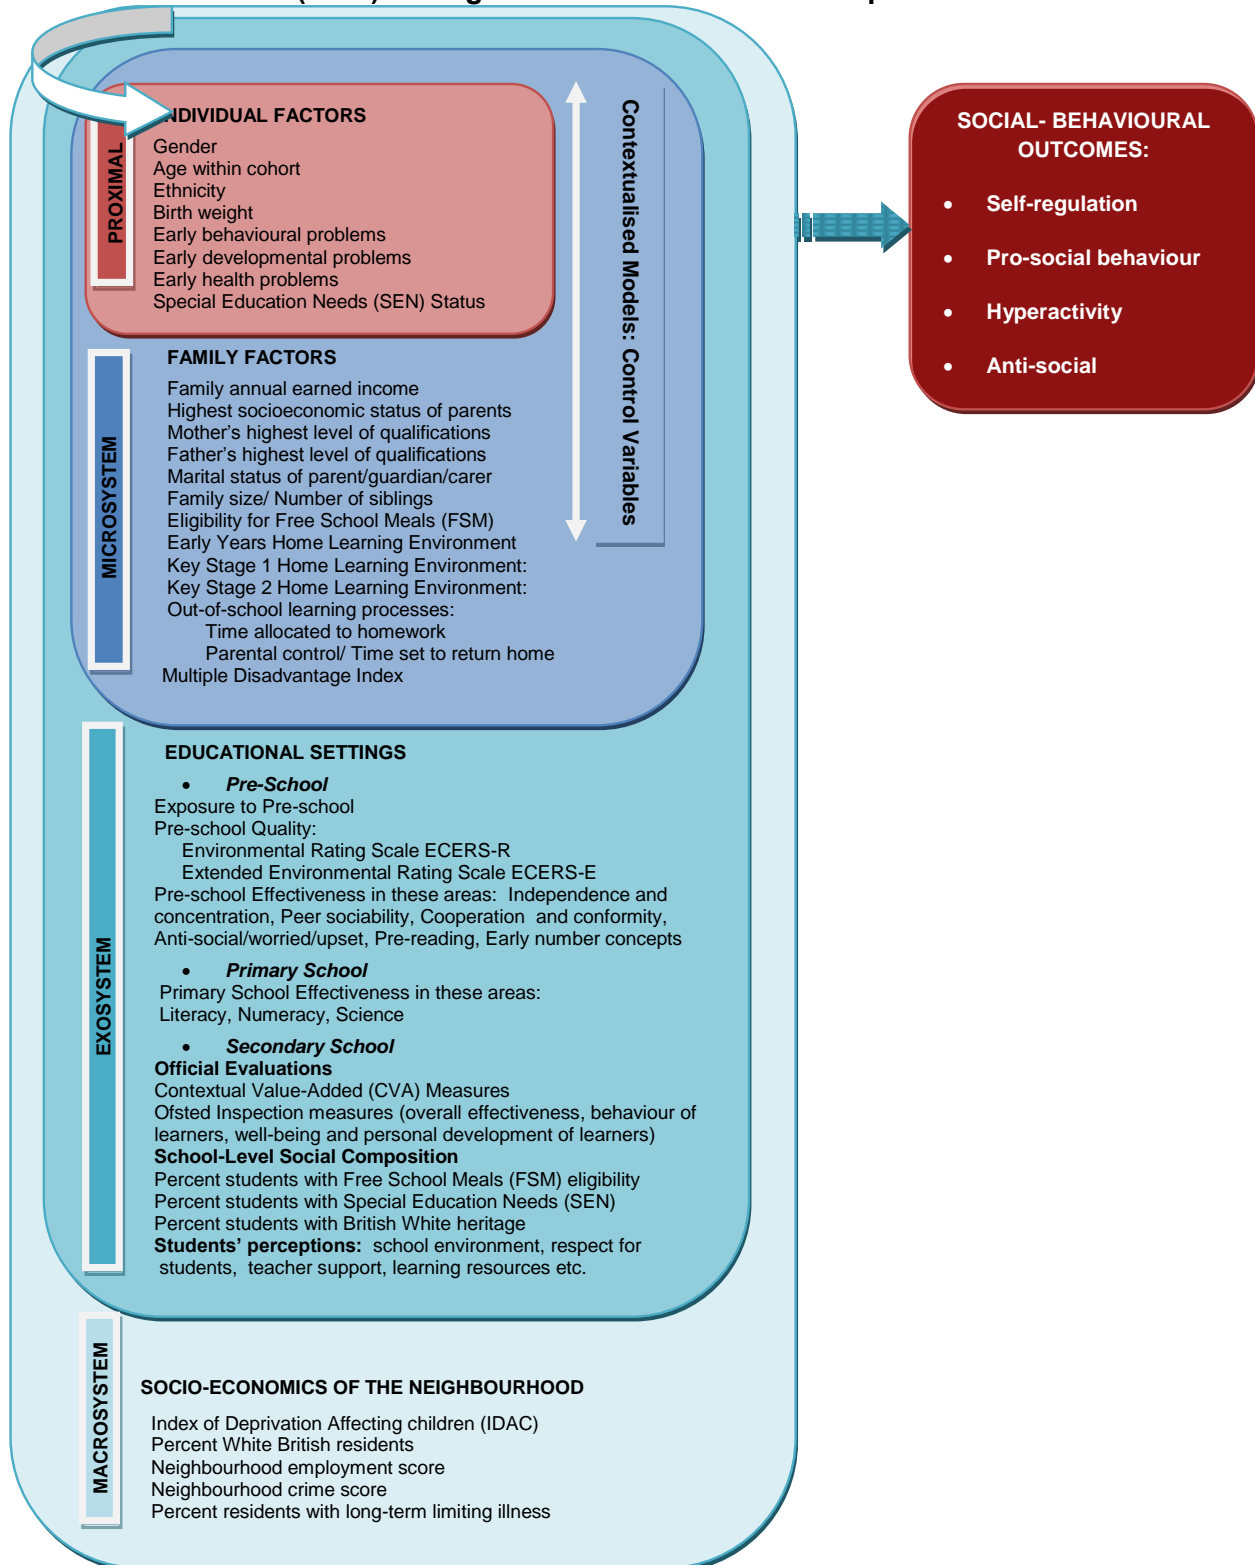 PROXIMAL
INDIVIDUAL FACTORS
Gender
Age within cohort
Ethnicity
Birth weight
Early behavioural problems
Early developmental problems
Early health problems
Special Education Needs (SEN) Status
Contextualised Models: Control Variables
MICROSYSTEM
FAMILY FACTORS
Family annual earned income
Highest socioeconomic status of parents
Mother’s highest level of qualifications
Father’s highest level of qualifications
Marital status of parent/guardian/carer
Family size/ Number of siblings
Eligibility for Free School Meals (FSM)
Early Years Home Learning Environment
Key Stage 1 Home Learning Environment:
Key Stage 2 Home Learning Environment:
Out-of-school learning processes:
Time allocated to homework
Parental control/ Time set to return home
Multiple Disadvantage Index
EXOSYSTEM
EDUCATIONAL SETTINGS
• Pre-School
Exposure to Pre-school
Pre-school Quality:
Environmental Rating Scale ECERS-R
Extended Environmental Rating Scale ECERS-E
Pre-school Effectiveness in these areas: Independence and
concentration, Peer sociability, Cooperation and conformity,
Anti-social/worried/upset, Pre-reading, Early number concepts
• Primary School
Primary School Effectiveness in these areas:
Literacy, Numeracy, Science
• Secondary School
Official Evaluations
Contextual Value-Added (CVA) Measures
Ofsted Inspection measures (overall effectiveness, behaviour of
learners, well-being and personal development of learners)
School-Level Social Composition
Percent students with Free School Meals (FSM) eligibility
Percent students with Special Education Needs (SEN)
Percent students with British White heritage
Students’ perceptions: school environment, respect for
students, teacher support, learning resources etc.
MACROSYSTEM
SOCIO-ECONOMICS OF THE NEIGHBOURHOOD
Index of Deprivation Affecting children (IDAC)
Percent White British residents
Neighbourhood employment score
Neighbourhood crime score
Percent residents with long-term limiting illness
SOCIAL- BEHAVIOURAL
OUTCOMES:
• Self-regulation
• Pro-social behaviour
• Hyperactivity
• Anti-social